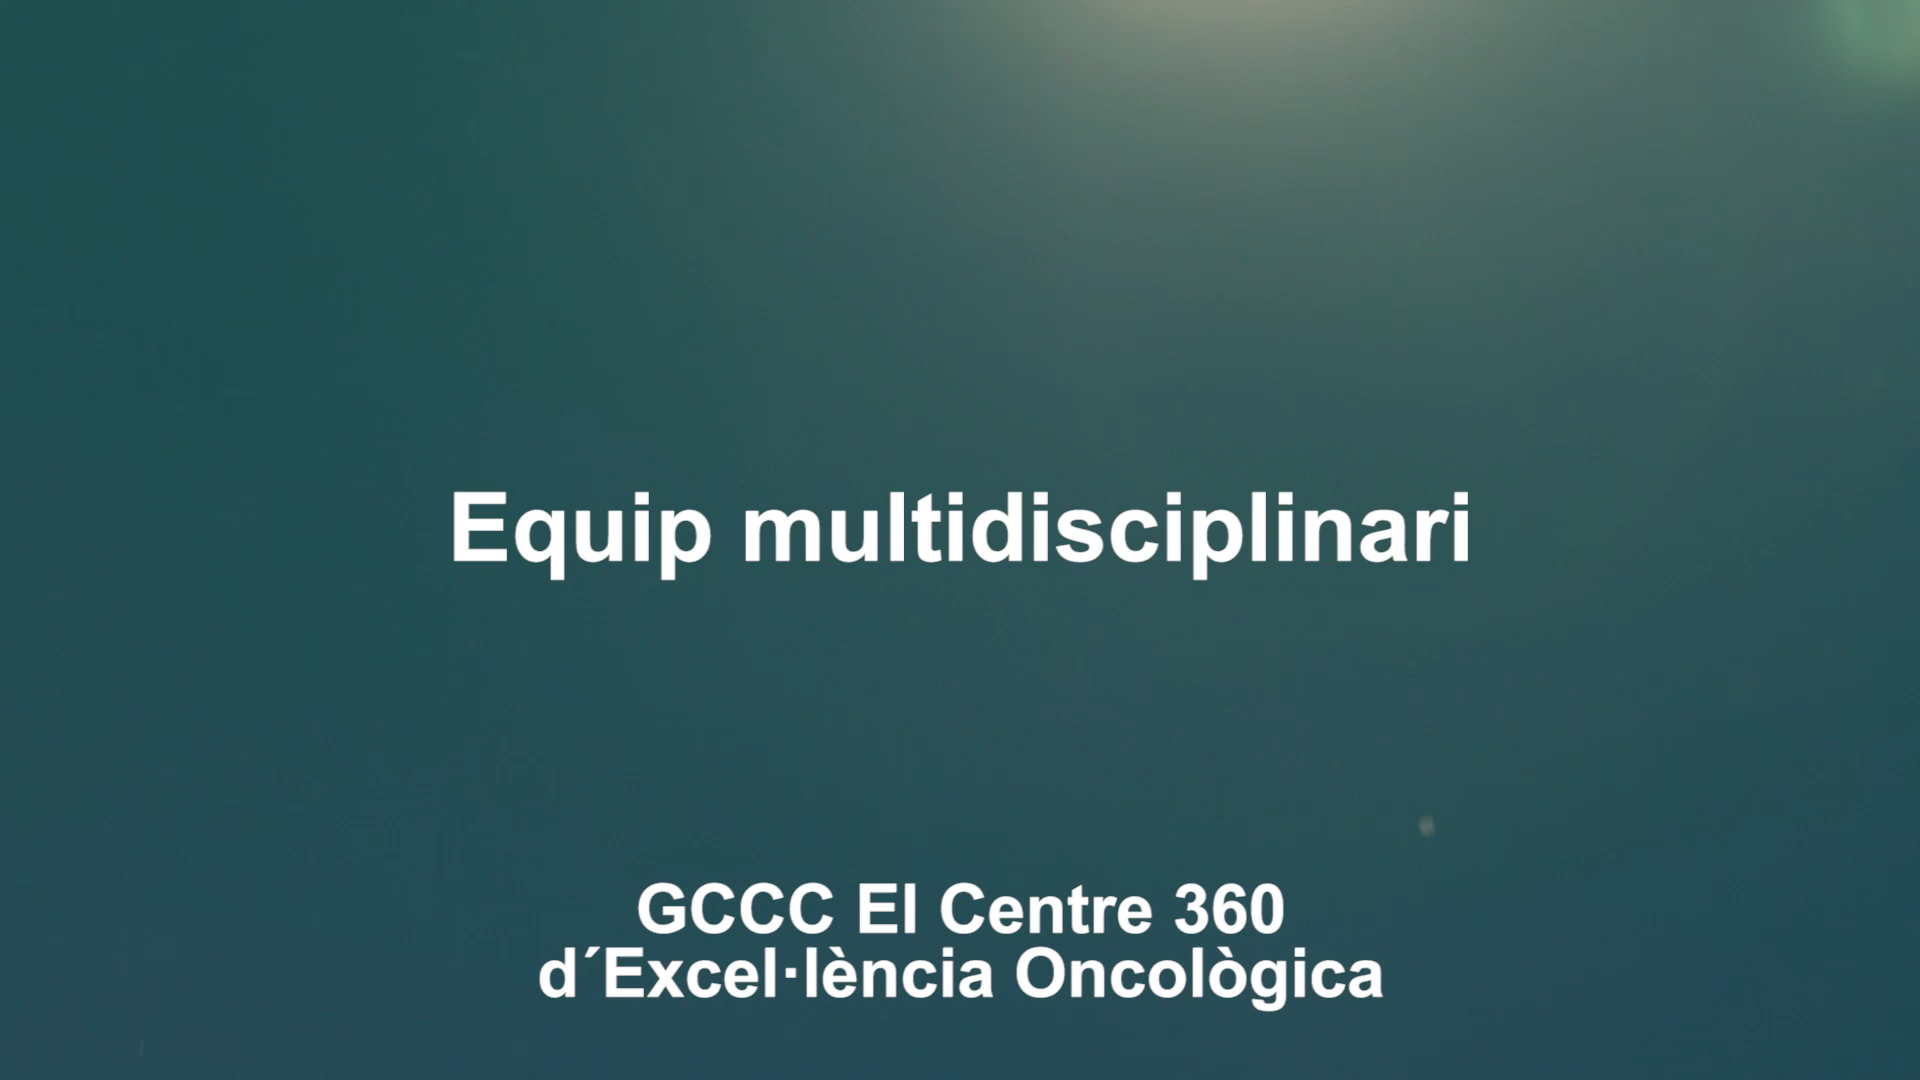 Equip multidisciplinari
GCCC El Centre 360
d´Excel·lència Oncològica